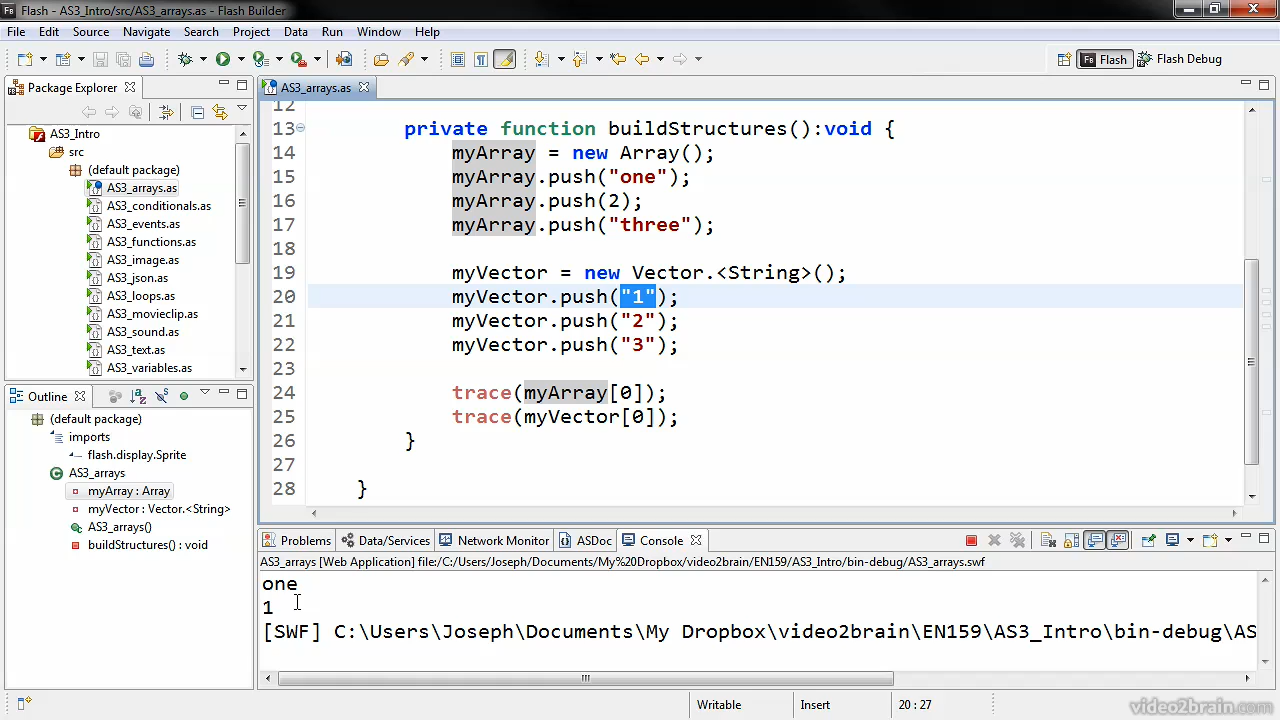 Flash - AS3_Intro/src/AS3_arrays.as - Flash Builder
File Edit Source Navigate Search Project Data Run Window Help
Flash Flash Debug
Package Explorer
AS3_Intro
src
(default package)
AS3_arrays.as
AS3_conditionals.as
AS3_events.as
AS3_functions.as
AS3_image.as
AS3_json.as
AS3_loops.as
AS3_movieclip.as
AS3_sound.as
AS3_text.as
AS3_variables.as
Outline
(default package)
imports
flash.display.Sprite
AS3_arrays
myArray : Array
myVector : Vector.<String>
AS3_arrays()
buildStructures() : void
AS3_arrays.as
12
13 private function buildStructures():void {
14 myArray = new Array();
15 myArray.push("one");
16 myArray.push(2);
17 myArray.push("three");
18
19 myVector = new Vector.<String>();
20 myVector.push("1");
21 myVector.push("2");
22 myVector.push("3");
23
24 trace(myArray[0]);
25 trace(myVector[0]);
26 }
27
28 }
Problems Data/Services Network Monitor ASDoc Console
AS3_arrays [Web Application] file:/C:/Users/Joseph/Documents/My%20Dropbox/video2brain/EN159/AS3_Intro/bin-debug/AS3_arrays.swf
one
1
[SWF] C:\Users\Joseph\Documents\My Dropbox\video2brain\EN159\AS3_Intro\bin-debug\AS
Writable Insert 20 : 27
video2brain.com